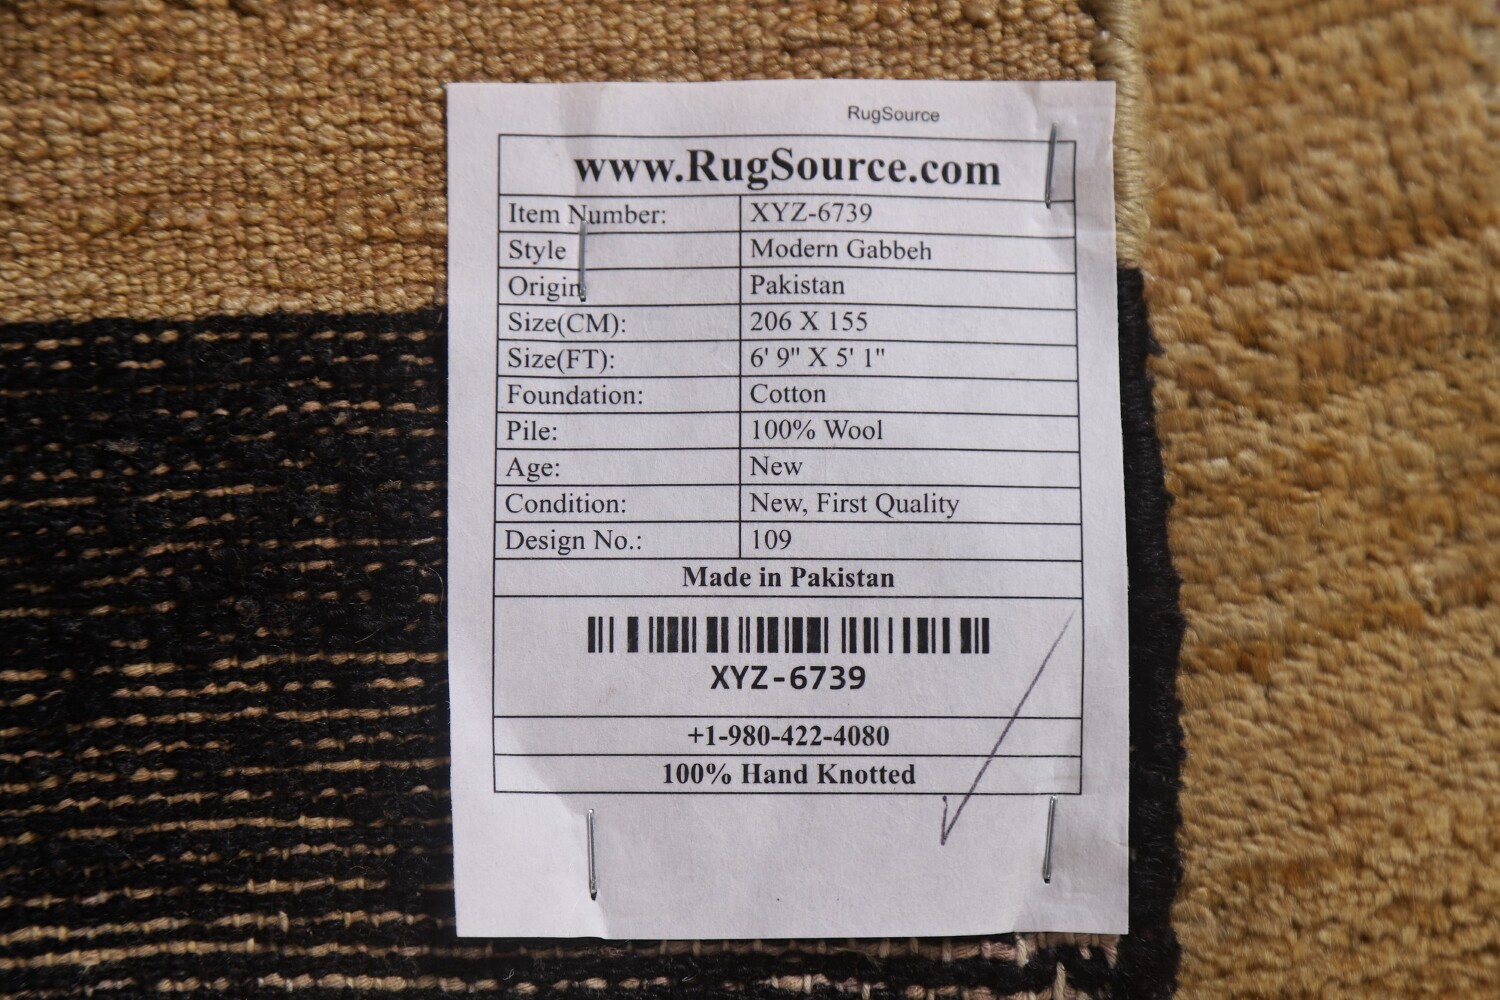 RugSource
www.RugSource.com
Item Number: XYZ-6739
Style Modern Gabbeh
Origin Pakistan
Size(CM): 206 X 155
Size(FT): 6' 9" X 5' 1"
Foundation: Cotton
Pile: 100% Wool
Age: New
Condition: New, First Quality
Design No.: 109
Made in Pakistan
XYZ-6739
+1-980-422-4080
100% Hand Knotted